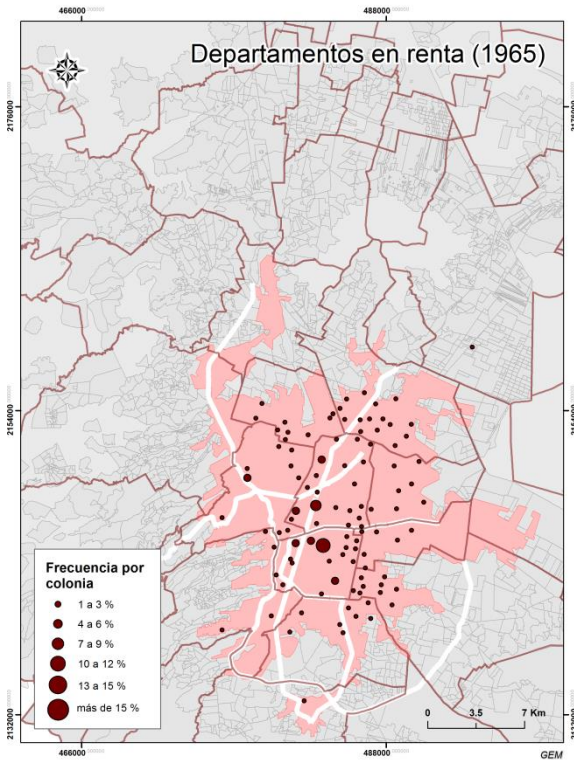 466000
488000
Departamentos en renta (1965)
2176000
2176000
2154000
2154000
Frecuencia por
colonia
1 a 3 %
4 a 6 %
7 a 9 %
10 a 12 %
13 a 15 %
más de 15 %
0 3.5 7 Km
2132000
2132000
466000
488000
GEM